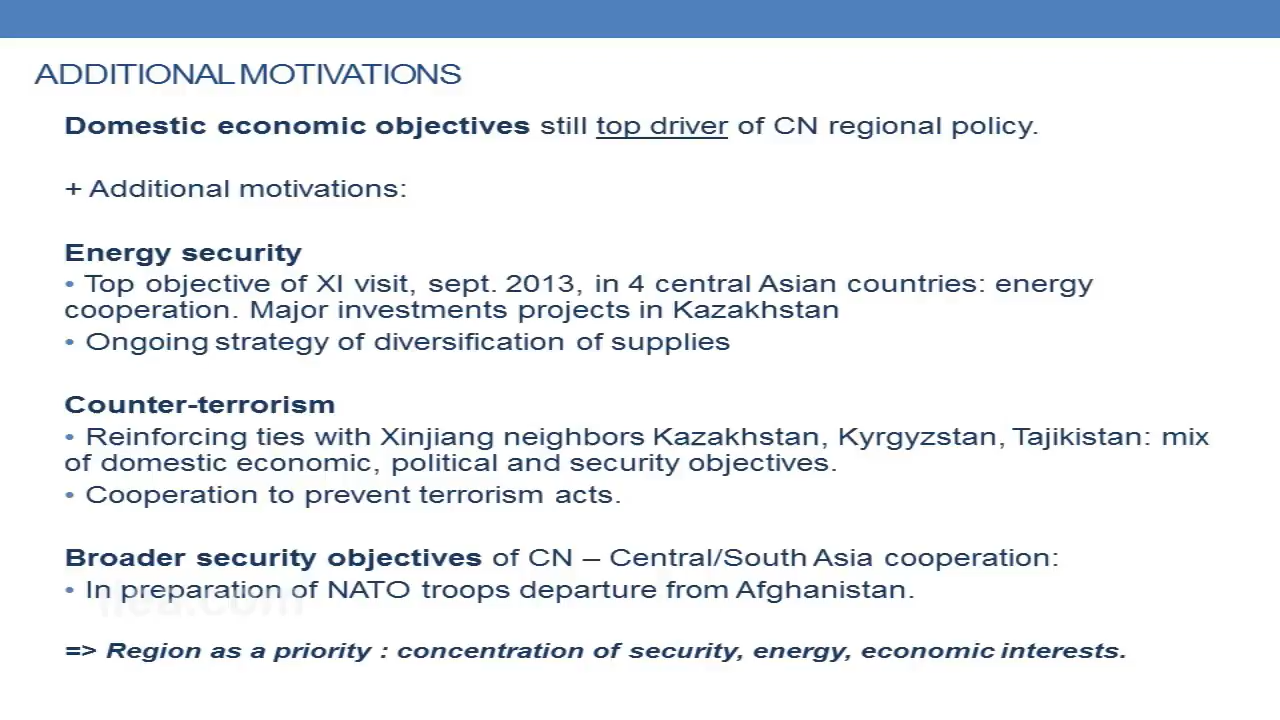 ADDITIONAL MOTIVATIONS
Domestic economic objectives still top driver of CN regional policy.
+ Additional motivations:
Energy security
• Top objective of XI visit, sept. 2013, in 4 central Asian countries: energy
cooperation. Major investments projects in Kazakhstan
• Ongoing strategy of diversification of supplies
Counter-terrorism
• Reinforcing ties with Xinjiang neighbors Kazakhstan, Kyrgyzstan, Tajikistan: mix
of domestic economic, political and security objectives.
• Cooperation to prevent terrorism acts.
Broader security objectives of CN – Central/South Asia cooperation:
• In preparation of NATO troops departure from Afghanistan.
=> Region as a priority : concentration of security, energy, economic interests.